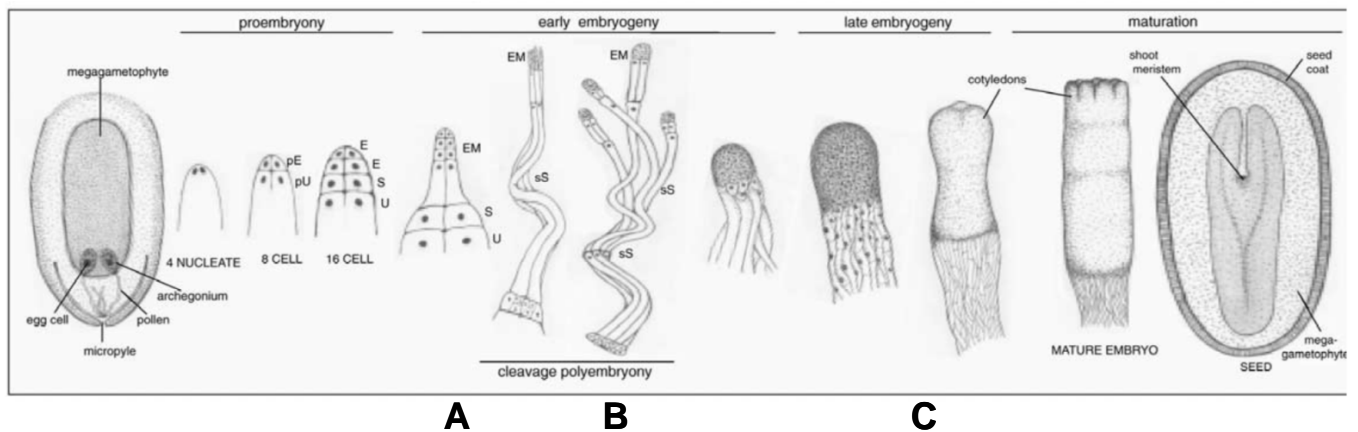 proembryony
early embryogeny
late embryogeny
maturation
megagametophyte
4 NUCLEATE
egg cell
archegonium
pollen
micropyle
pE
pU
8 CELL
E
E
S
U
16 CELL
EM
S
U
EM
sS
EM
sS
sS
cleavage polyembryony
cotyledons
MATURE EMBRYO
shoot
meristem
seed
coat
mega-
gametophyte
SEED
A
B
C